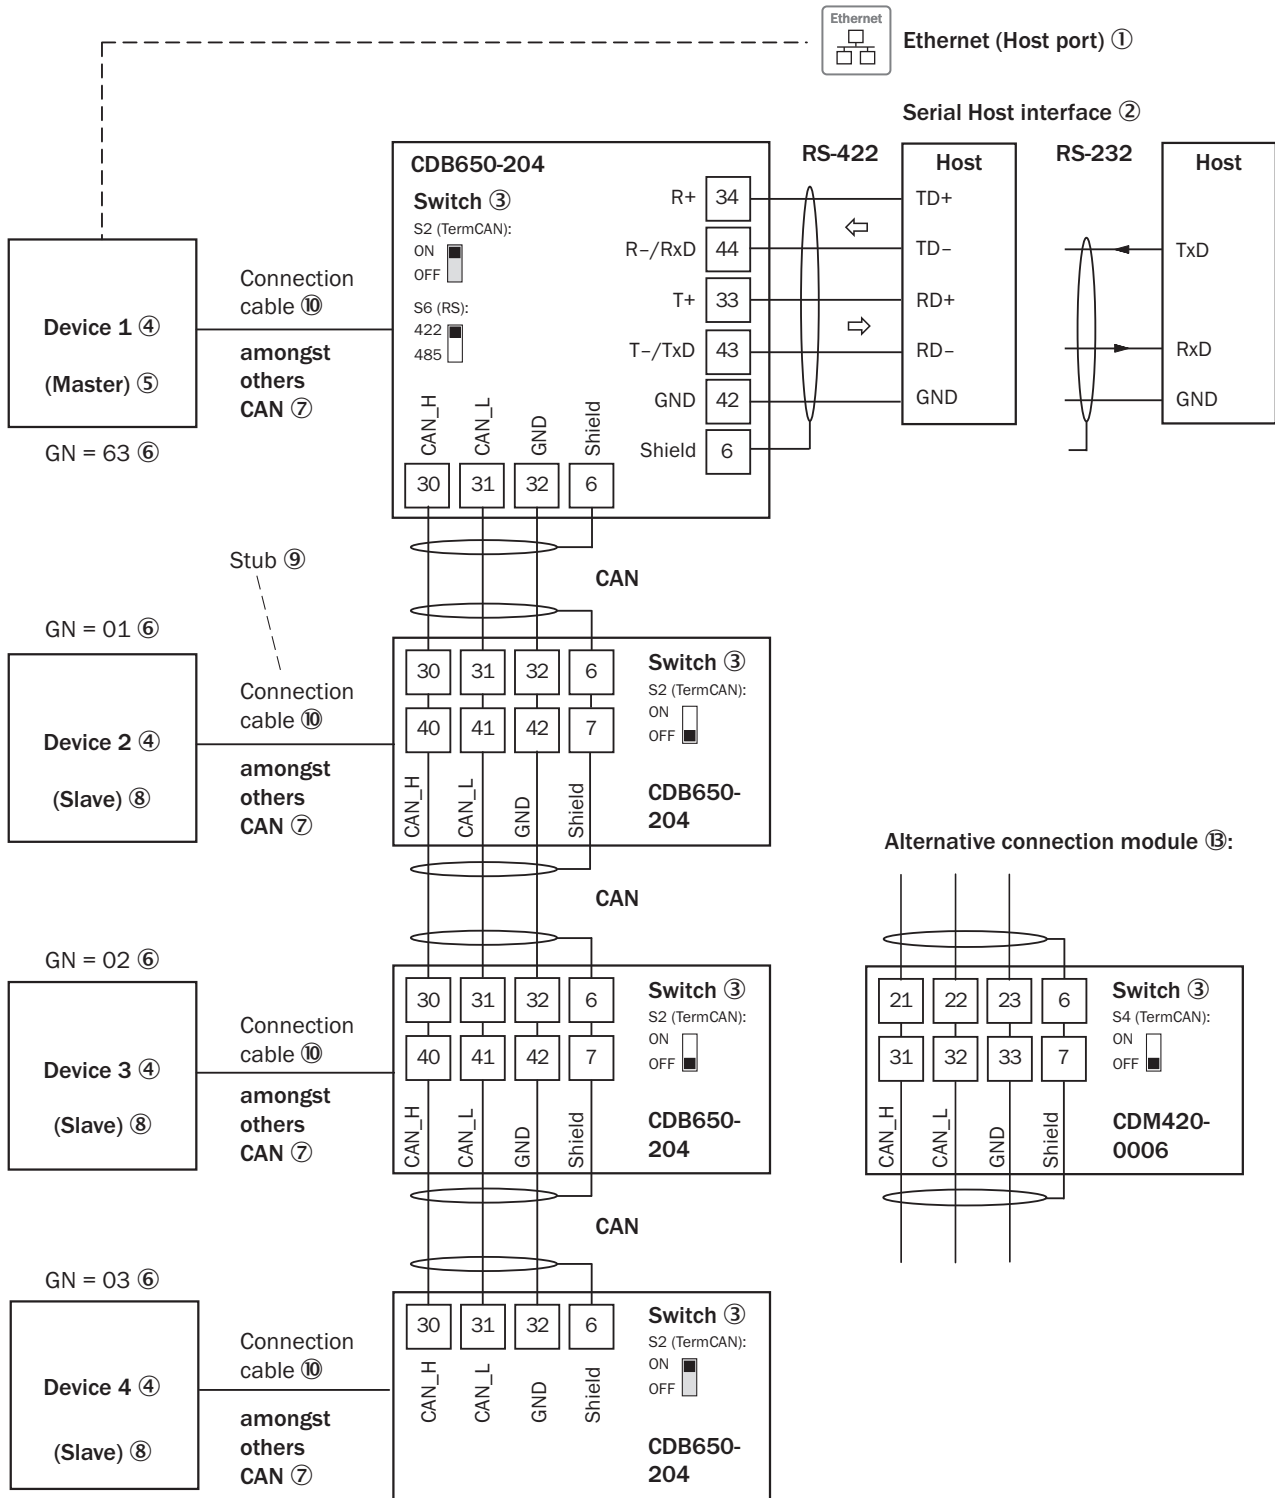 Ethernet
Ethernet (Host port) ①
Serial Host interface ②
CDB650-204
Switch ③
S2 (TermCAN):
ON
OFF
S6 (RS):
422
485
R+ 34
R–/RxD 44
T+ 33
T–/TxD 43
GND 42
Shield 6
RS-422
Host
TD+
TD–
RD+
RD–
GND
RS-232
Host
TxD
RxD
GND
Device 1 ④
(Master) ⑤
GN = 63 ⑥
Connection
cable ⑩
amongst
others
CAN ⑦
CAN_H
CAN_L
GND
Shield
30 31 32 6
CAN
Stub ⑨
GN = 01 ⑥
Device 2 ④
(Slave) ⑧
Connection
cable ⑩
amongst
others
CAN ⑦
30 31 32 6
40 41 42 7
CAN_H
CAN_L
GND
Shield
Switch ③
S2 (TermCAN):
ON
OFF
CDB650-
204
CAN
GN = 02 ⑥
Device 3 ④
(Slave) ⑧
Connection
cable ⑩
amongst
others
CAN ⑦
30 31 32 6
40 41 42 7
CAN_H
CAN_L
GND
Shield
Switch ③
S2 (TermCAN):
ON
OFF
CDB650-
204
CAN
Alternative connection module ⑬:
21 22 23 6
31 32 33 7
CAN_H
CAN_L
GND
Shield
Switch ③
S4 (TermCAN):
ON
OFF
CDM420-
0006
GN = 03 ⑥
Device 4 ④
(Slave) ⑧
Connection
cable ⑩
amongst
others
CAN ⑦
30 31 32 6
CAN_H
CAN_L
GND
Shield
Switch ③
S2 (TermCAN):
ON
OFF
CDB650-
204